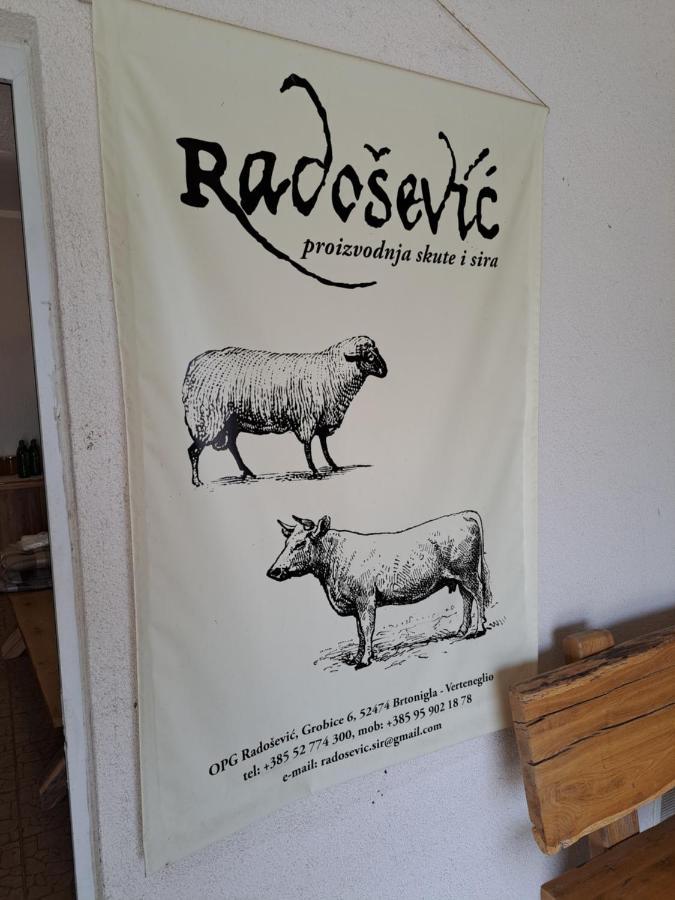 Radošević
proizvodnja skute i sira
OPG Radošević, Grobice 6, 52474 Brtonigla - Verteneglio
tel: +385 52 774 300, mob: +385 95 902 18 78
e-mail: radosevic.sir@gmail.com